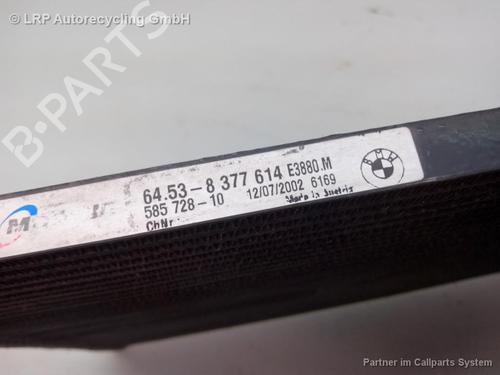 © LRP Autorecycling GmbH
64.53-8 377 614 E3880.M
585 728-10 12/07/2002 6169
ChNr Made in Austria
M
BMW
B-Parts
Partner im Callparts System